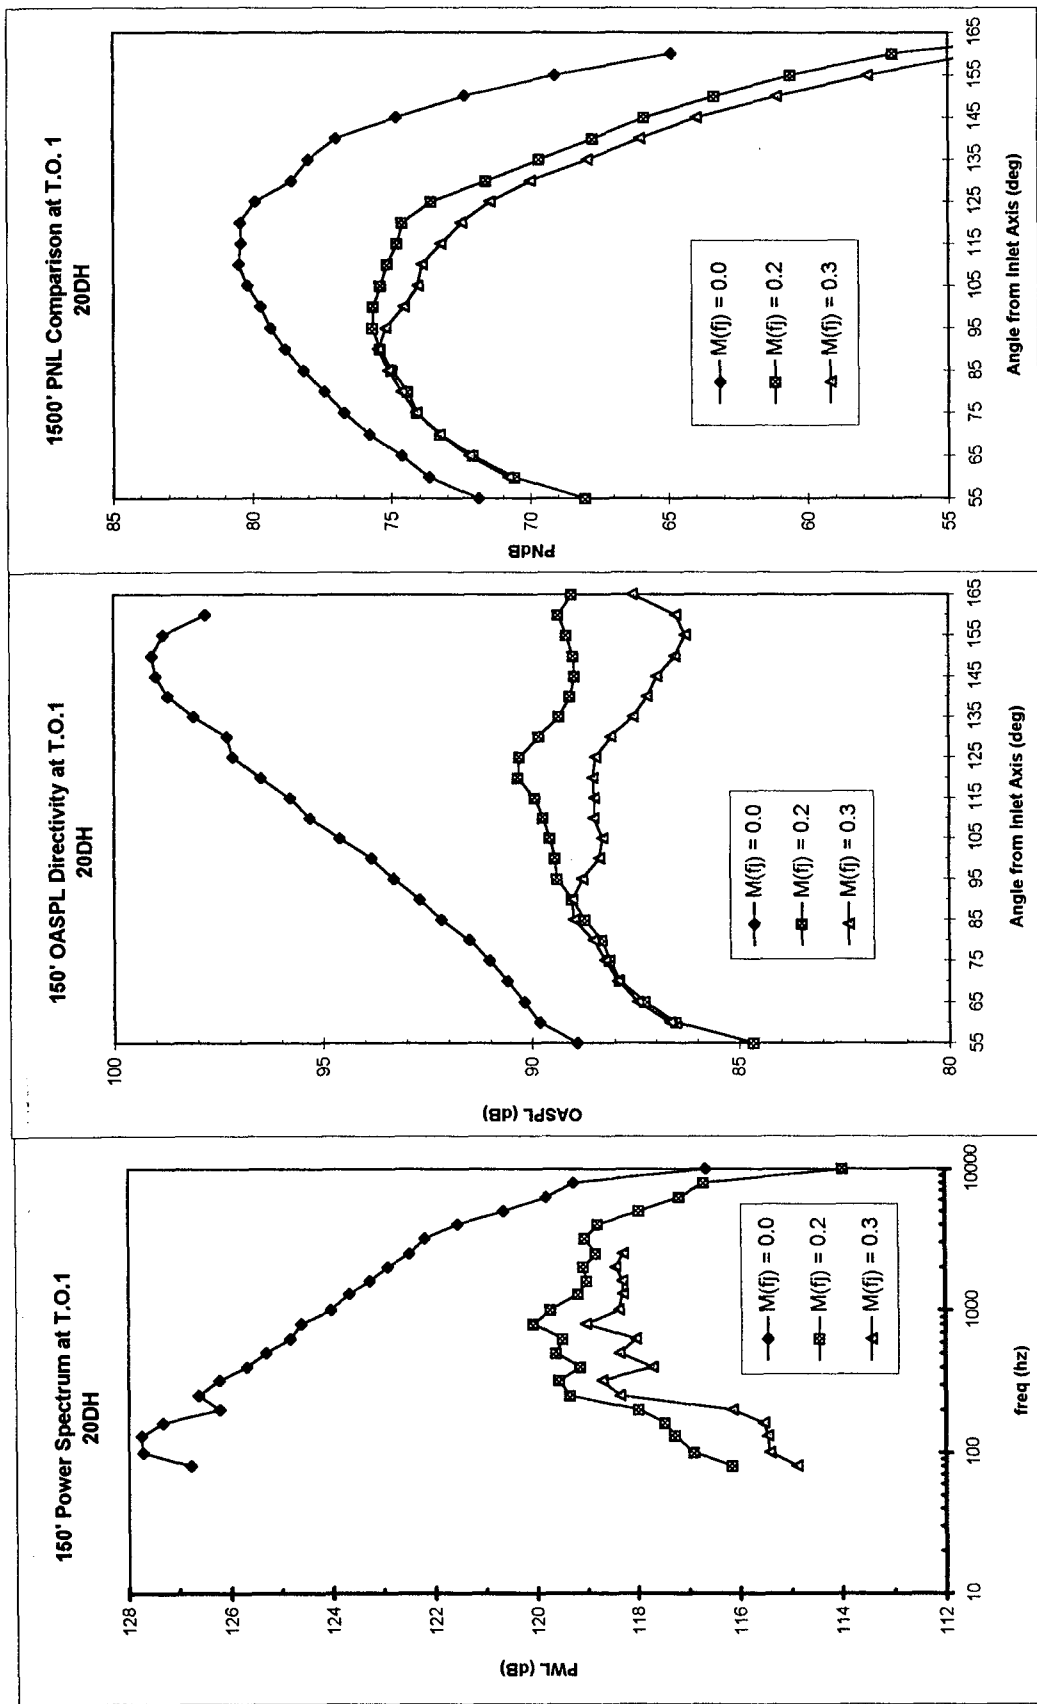 150' Power Spectrum at T.O.1
20DH
PWL (dB)
128
126
124
122
120
118
116
114
112
10
100
1000
10000
freq (hz)
M(fj) = 0.0
M(fj) = 0.2
M(fj) = 0.3
150' OASPL Directivity at T.O.1
20DH
OASPL (dB)
100
95
90
85
80
55
65
75
85
95
105
115
125
135
145
155
165
Angle from Inlet Axis (deg)
M(fj) = 0.0
M(fj) = 0.2
M(fj) = 0.3
1500' PNL Comparison at T.O. 1
20DH
PNdB
85
80
75
70
65
60
55
55
65
75
85
95
105
115
125
135
145
155
165
Angle from Inlet Axis (deg)
M(fj) = 0.0
M(fj) = 0.2
M(fj) = 0.3